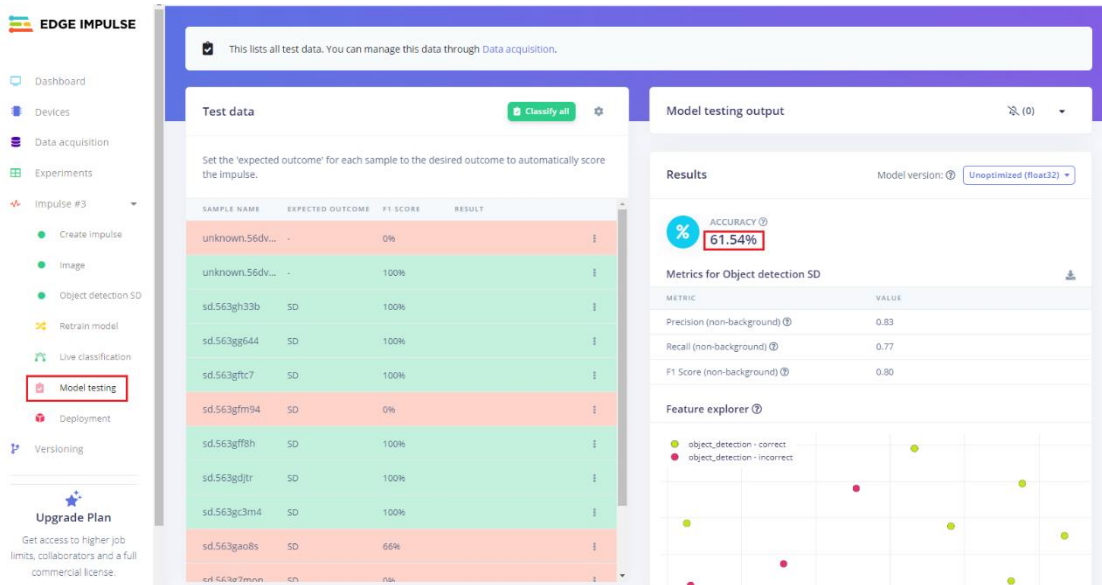 EDGE IMPULSE
Dashboard
Devices
Data acquisition
Experiments
Impulse #3
Create impulse
Image
Object detection SD
Retrain model
Live classification
Model testing
Deployment
Versioning
Upgrade Plan
Get access to higher job
limits, collaborators and a full
commercial license.
This lists all test data. You can manage this data through Data acquisition.
Test data
Classify all
Set the 'expected outcome' for each sample to the desired outcome to automatically score
the impulse.
SAMPLE NAME EXPECTED OUTCOME F1 SCORE RESULT
unknown.56dv... - 0%
unknown.56dv... - 100%
sd.563gh33b SD 100%
sd.563gg644 SD 100%
sd.563gftc7 SD 100%
sd.563gfm94 SD 0%
sd.563gff8h SD 100%
sd.563gdjtr SD 100%
sd.563gc3m4 SD 100%
sd.563gao8s SD 66%
sd.563g7mon SD 0%
Model testing output (0)
Results Model version: Unoptimized (float32)
% ACCURACY
61.54%
Metrics for Object detection SD
METRIC VALUE
Precision (non-background) 0.83
Recall (non-background) 0.77
F1 Score (non-background) 0.80
Feature explorer
object_detection - correct
object_detection - incorrect